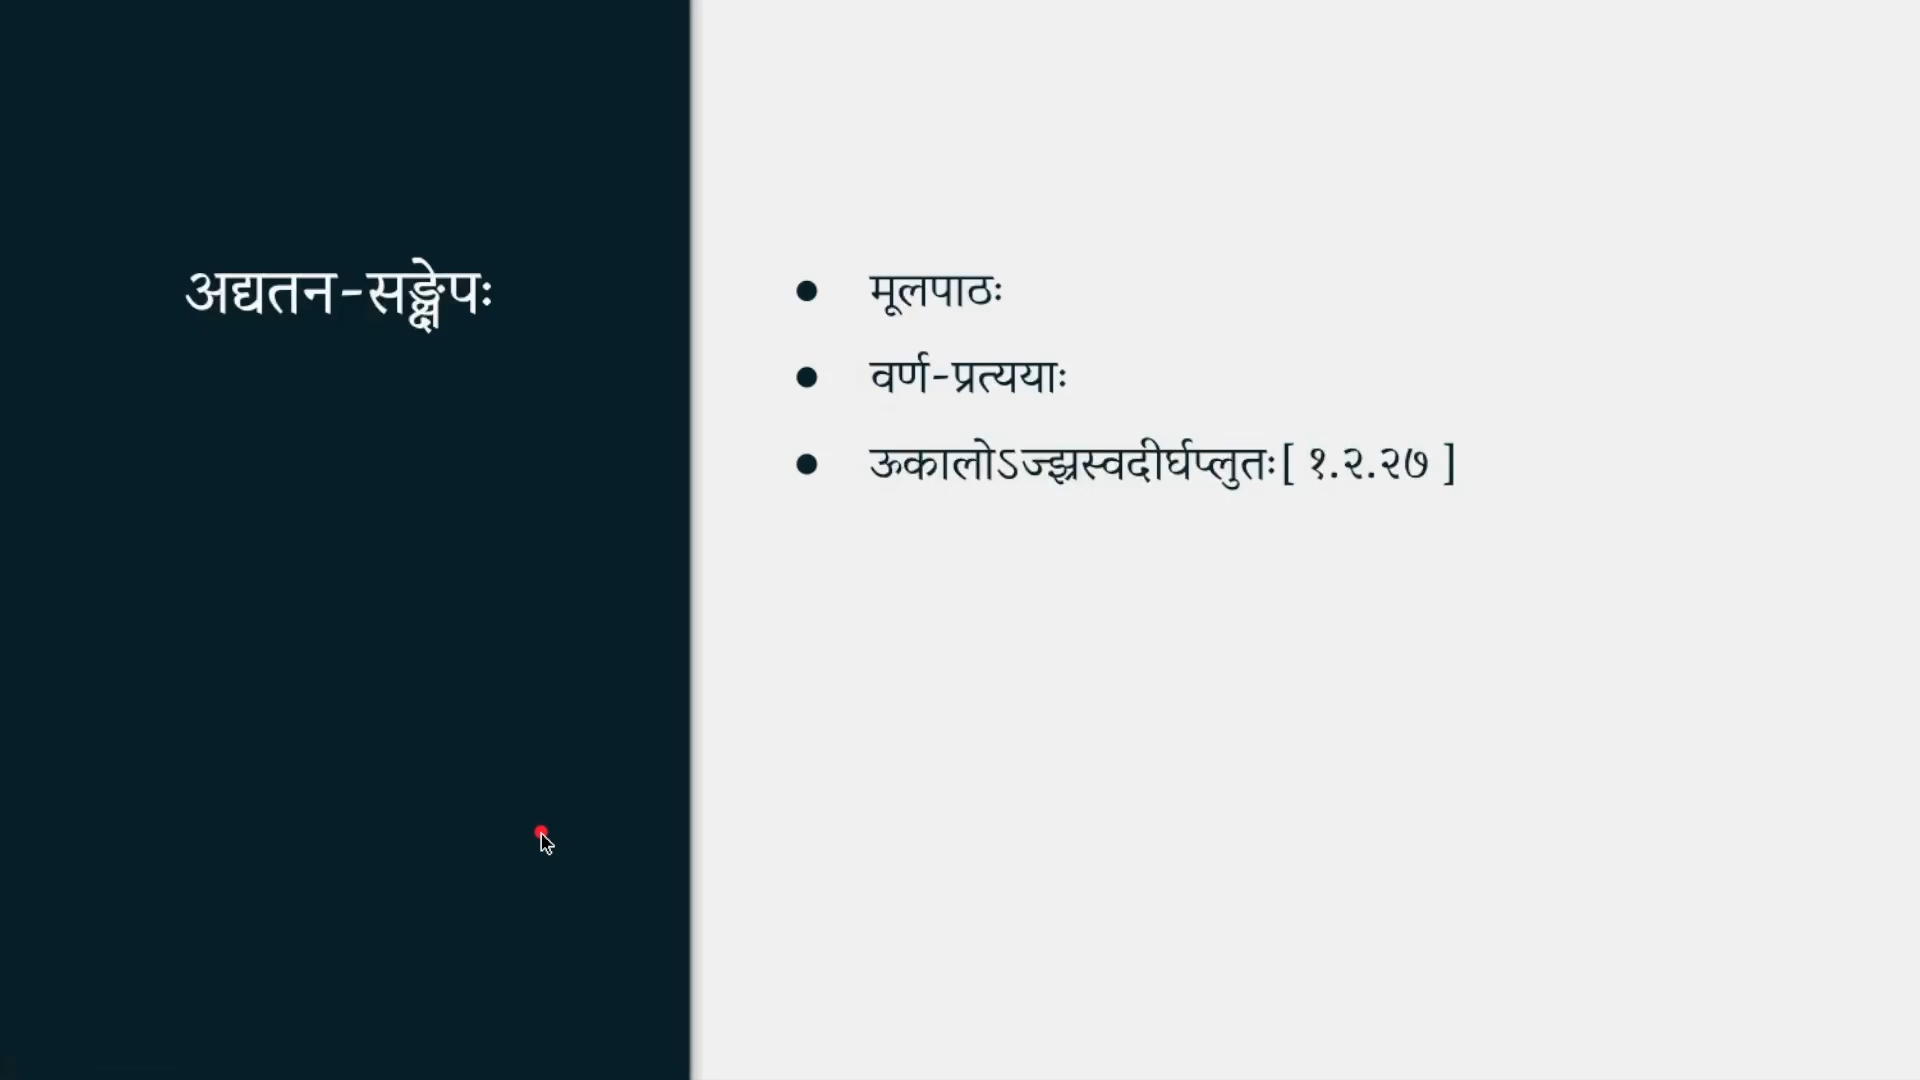 अद्यतन-सङ्क्षेपः
● मूलपाठः
● वर्ण-प्रत्ययाः
● ऊकालोऽज्झ्रस्वदीर्घप्लुतः[ १.२.२७ ]